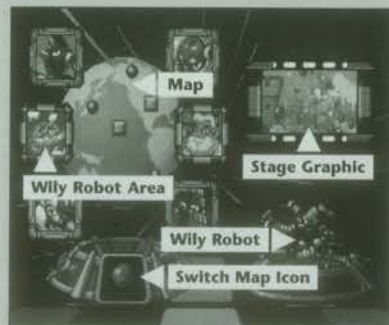 Map
Stage Graphic
Wily Robot Area
Wily Robot
Switch Map Icon